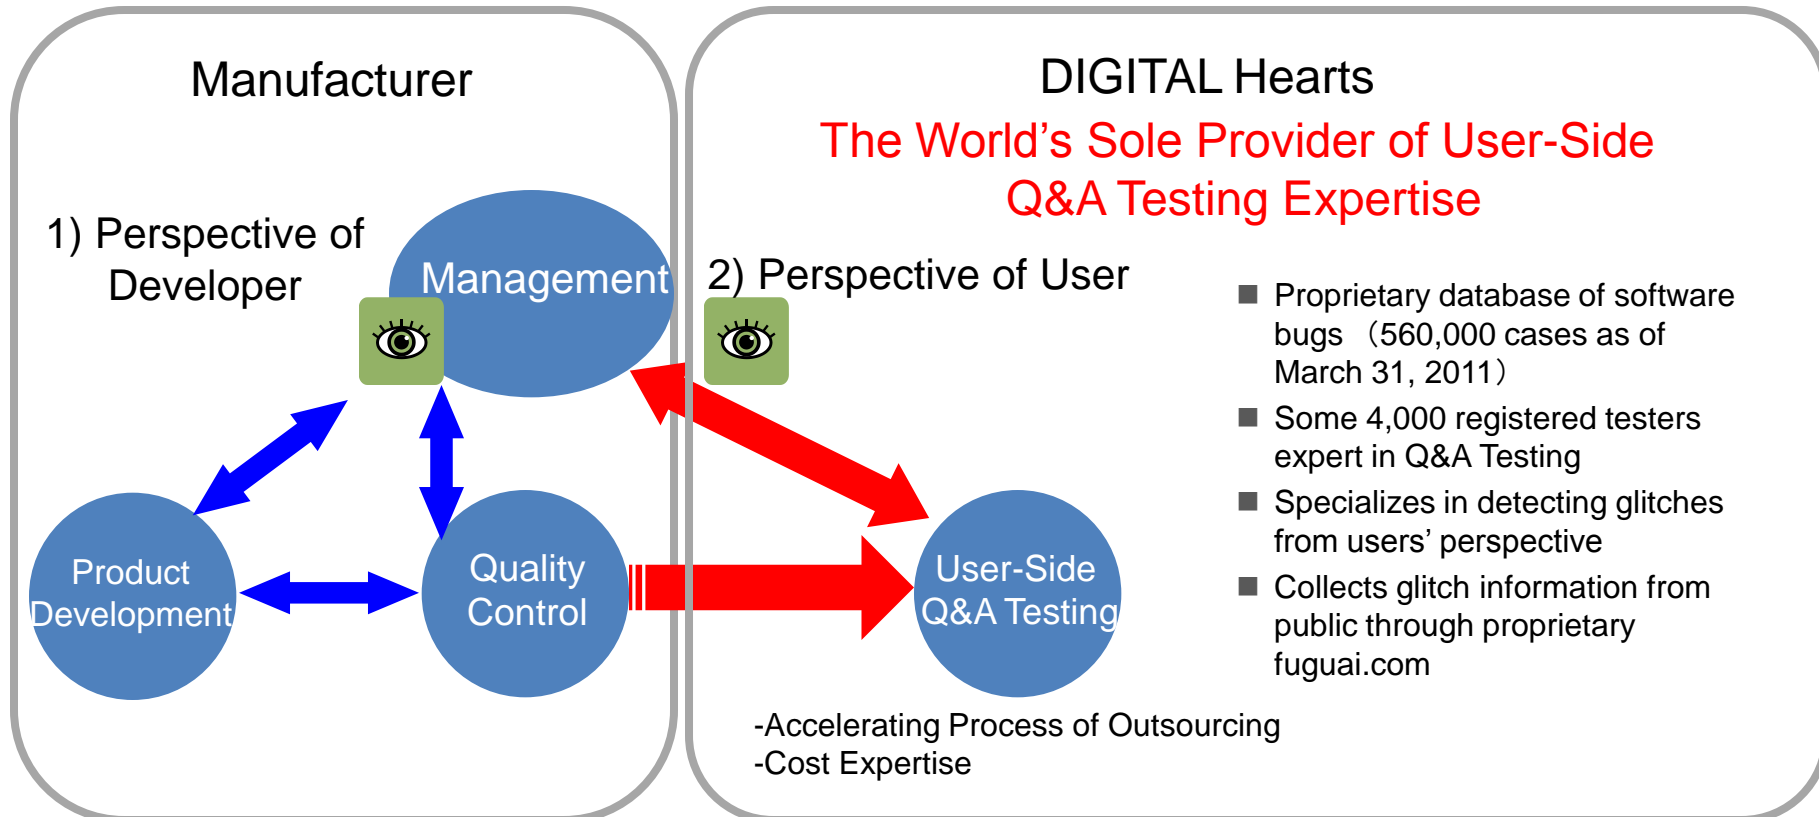 Manufacturer
1) Perspective of
Developer
Management
Product
Development
Quality
Control
DIGITAL Hearts
The World’s Sole Provider of User-Side
Q&A Testing Expertise
2) Perspective of User
User-Side
Q&A Testing
-Accelerating Process of Outsourcing
-Cost Expertise
■ Proprietary database of software
bugs （560,000 cases as of
March 31, 2011）
■ Some 4,000 registered testers
expert in Q&A Testing
■ Specializes in detecting glitches
from users’ perspective
■ Collects glitch information from
public through proprietary
fuguai.com